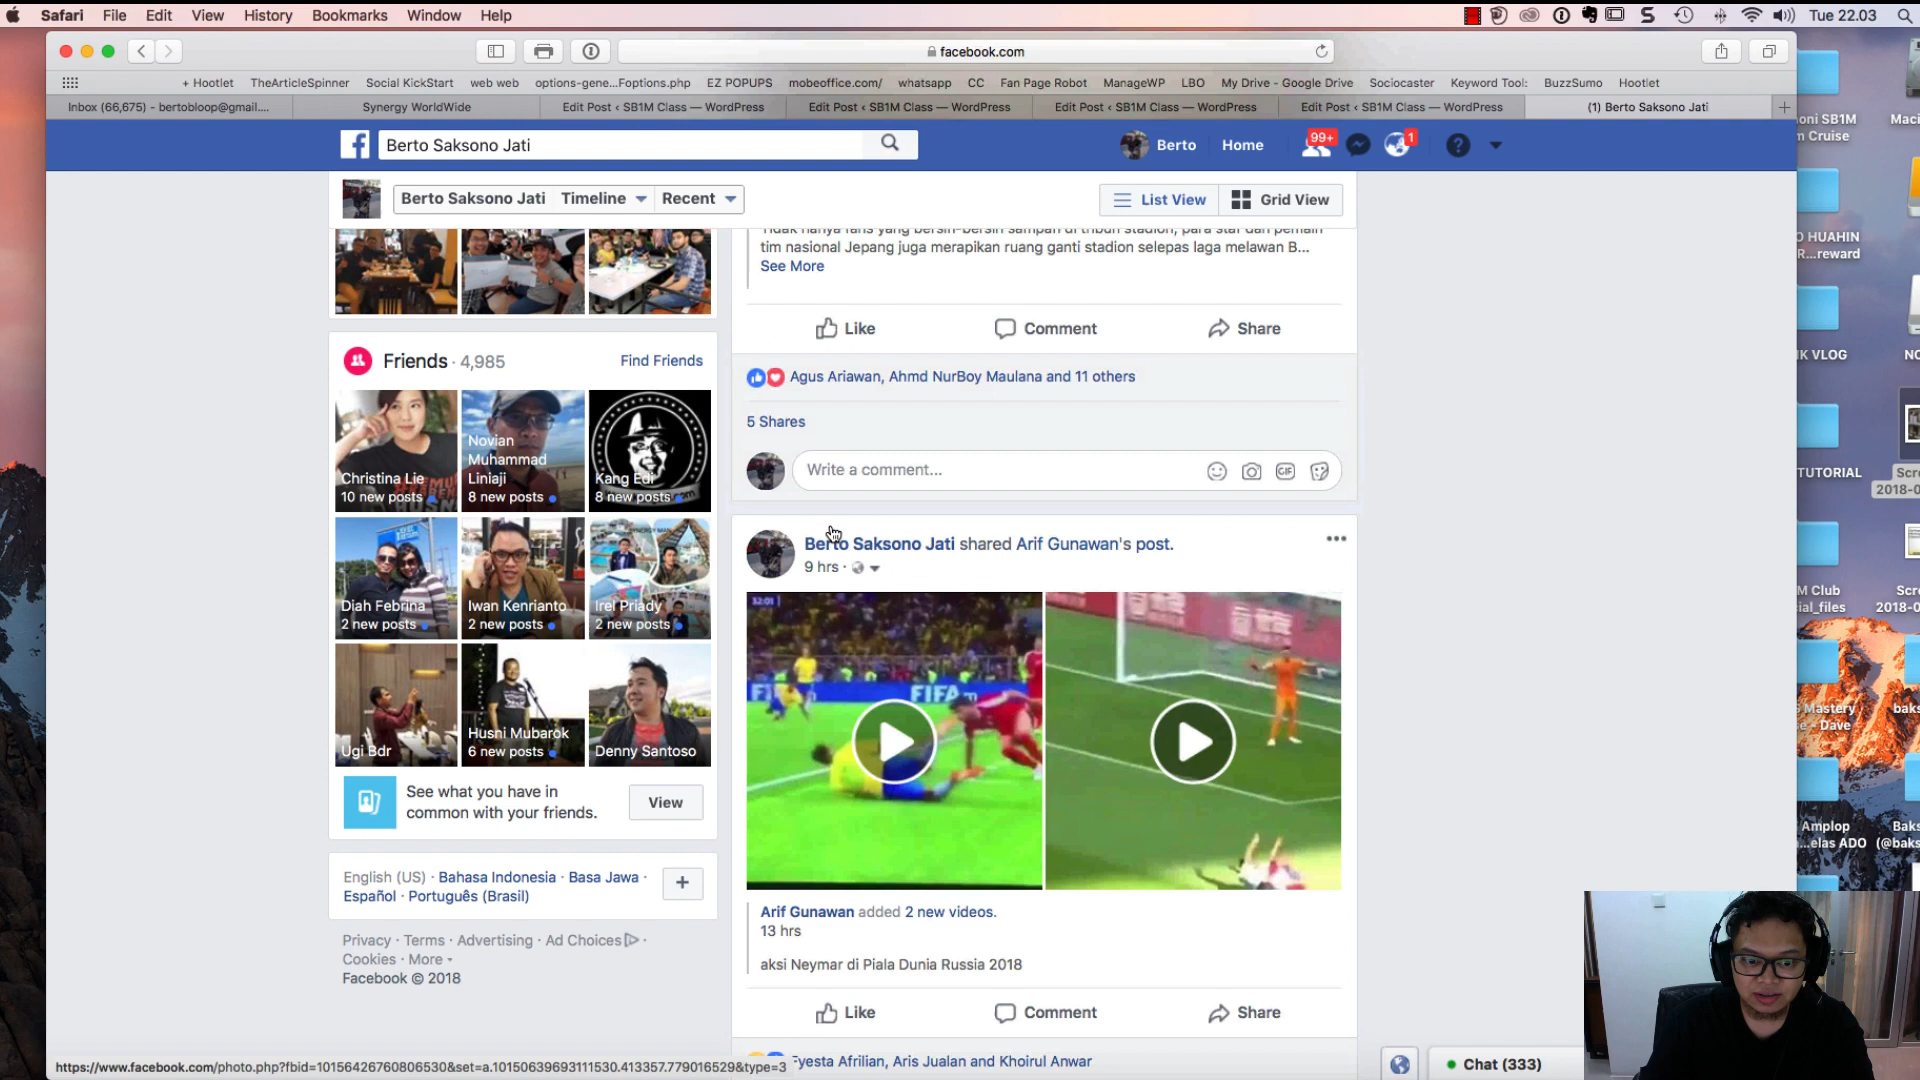 Safari File Edit View History Bookmarks Window Help
Tue 22.03
facebook.com
+ Hootlet TheArticleSpinner Social KickStart web web options-gene...Foptions.php EZ POPUPS mobeoffice.com/ whatsapp CC Fan Page Robot ManageWP LBO My Drive - Google Drive Sociocaster Keyword Tool: BuzzSumo Hootlet
Inbox (66,675) - bertobloop@gmail.... Synergy WorldWide Edit Post ‹ SB1M Class — WordPress Edit Post ‹ SB1M Class — WordPress Edit Post ‹ SB1M Class — WordPress Edit Post ‹ SB1M Class — WordPress (1) Berto Saksono Jati
Berto Saksono Jati
Berto Home 99+ 1
Berto Saksono Jati Timeline Recent
List View Grid View
Tidak hanya fans yang bersih-bersih sampah di tribun stadion, para staf dan pemain
tim nasional Jepang juga merapikan ruang ganti stadion selepas laga melawan B...
See More
Like Comment Share
Agus Ariawan, Ahmd NurBoy Maulana and 11 others
5 Shares
Write a comment...
GIF
Friends · 4,985 Find Friends
Christina Lie
10 new posts
Novian
Muhammad
Liniaji
8 new posts
Kang Edi
8 new posts
Diah Febrina
2 new posts
Iwan Kenrianto
2 new posts
Irel Priady
2 new posts
Ugi Bdr
Husni Mubarok
6 new posts
Denny Santoso
See what you have in
common with your friends.
View
English (US) · Bahasa Indonesia · Basa Jawa ·
Español · Português (Brasil)
Privacy · Terms · Advertising · Ad Choices ·
Cookies · More
Facebook © 2018
Berto Saksono Jati shared Arif Gunawan's post.
9 hrs ·
32:01
FIFA
Arif Gunawan added 2 new videos.
13 hrs
aksi Neymar di Piala Dunia Russia 2018
Like Comment Share
Fyesta Afrilian, Aris Jualan and Khoirul Anwar
Chat (333)
https://www.facebook.com/photo.php?fbid=10156426760806530&set=a.10150639693111530.413357.779016529&type=3
oni SB1M
Cruise
Maci
O HUAHIN
R...reward
K VLOG
NO
TUTORIAL
Scre
2018-0
M Club
ial_files
Scre
2018-0
Mastery
e - Dave
baks
Amplop
...elas ADO
Baks
(@baks